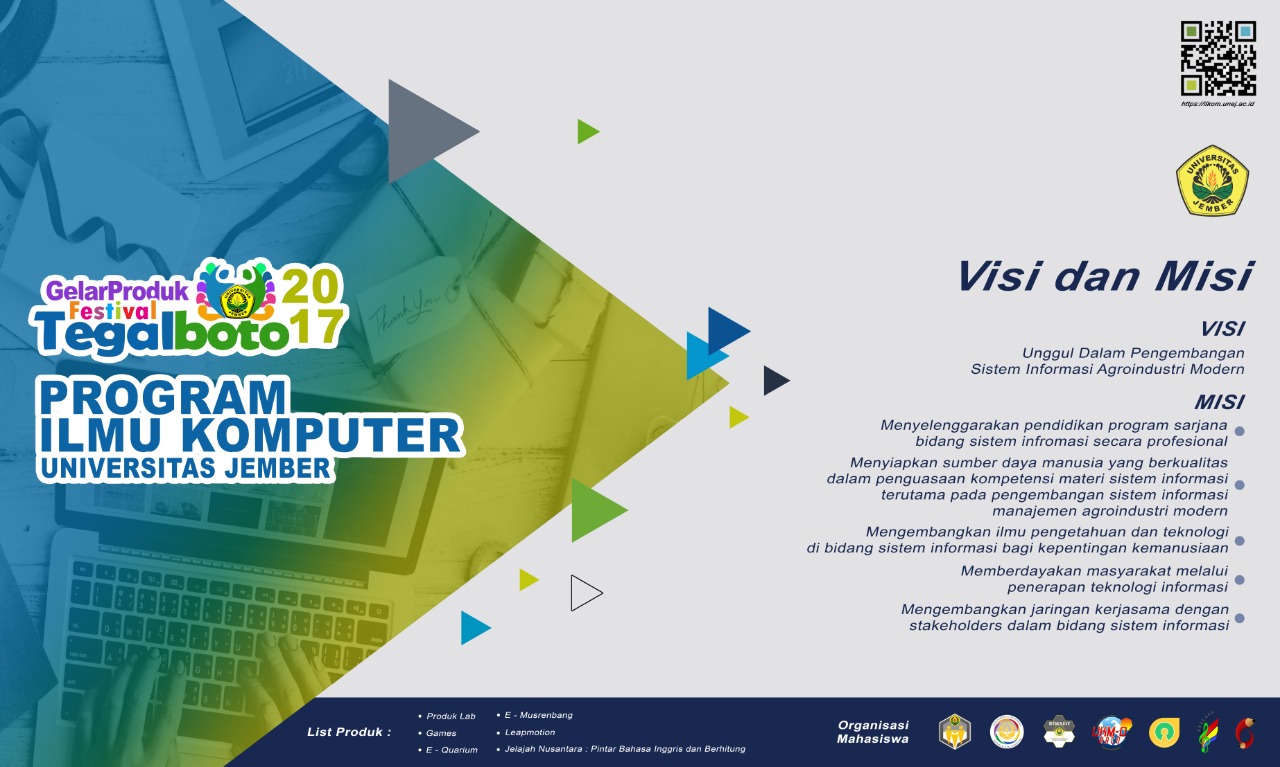 https://ilkom.unej.ac.id
UNIVERSITAS
JEMBER
GelarProduk
Festival
Tegalboto
20
17
Thank You
PROGRAM
ILMU KOMPUTER
UNIVERSITAS JEMBER
Visi dan Misi
VISI
Unggul Dalam Pengembangan
Sistem Informasi Agroindustri Modern
MISI
Menyelenggarakan pendidikan program sarjana
bidang sistem infromasi secara profesional
Menyiapkan sumber daya manusia yang berkualitas
dalam penguasaan kompetensi materi sistem informasi
terutama pada pengembangan sistem informasi
manajemen agroindustri modern
Mengembangkan ilmu pengetahuan dan teknologi
di bidang sistem informasi bagi kepentingan kemanusiaan
Memberdayakan masyarakat melalui
penerapan teknologi informasi
Mengembangkan jaringan kerjasama dengan
stakeholders dalam bidang sistem informasi
List Produk :
• Produk Lab
• Games
• E - Quarium
• E - Musrenbang
• Leapmotion
• Jelajah Nusantara : Pintar Bahasa Inggris dan Berhitung
Organisasi
Mahasiswa